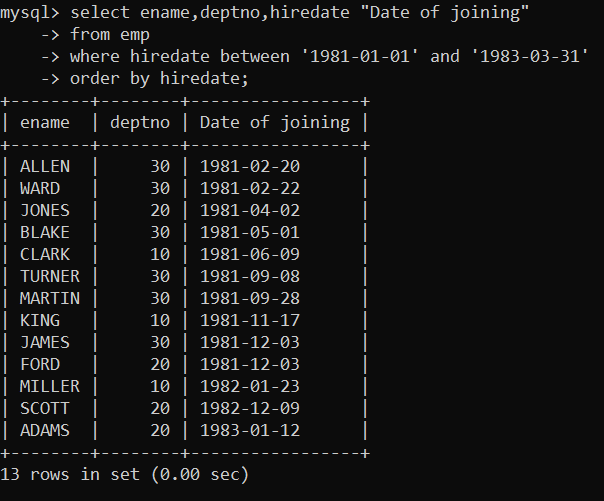 mysql> select ename,deptno,hiredate "Date of joining"
    -> from emp
    -> where hiredate between '1981-01-01' and '1983-03-31'
    -> order by hiredate;
+--------+--------+-----------------+
| ename  | deptno | Date of joining |
+--------+--------+-----------------+
| ALLEN  |     30 | 1981-02-20      |
| WARD   |     30 | 1981-02-22      |
| JONES  |     20 | 1981-04-02      |
| BLAKE  |     30 | 1981-05-01      |
| CLARK  |     10 | 1981-06-09      |
| TURNER |     30 | 1981-09-08      |
| MARTIN |     30 | 1981-09-28      |
| KING   |     10 | 1981-11-17      |
| JAMES  |     30 | 1981-12-03      |
| FORD   |     20 | 1981-12-03      |
| MILLER |     10 | 1982-01-23      |
| SCOTT  |     20 | 1982-12-09      |
| ADAMS  |     20 | 1983-01-12      |
+--------+--------+-----------------+
13 rows in set (0.00 sec)